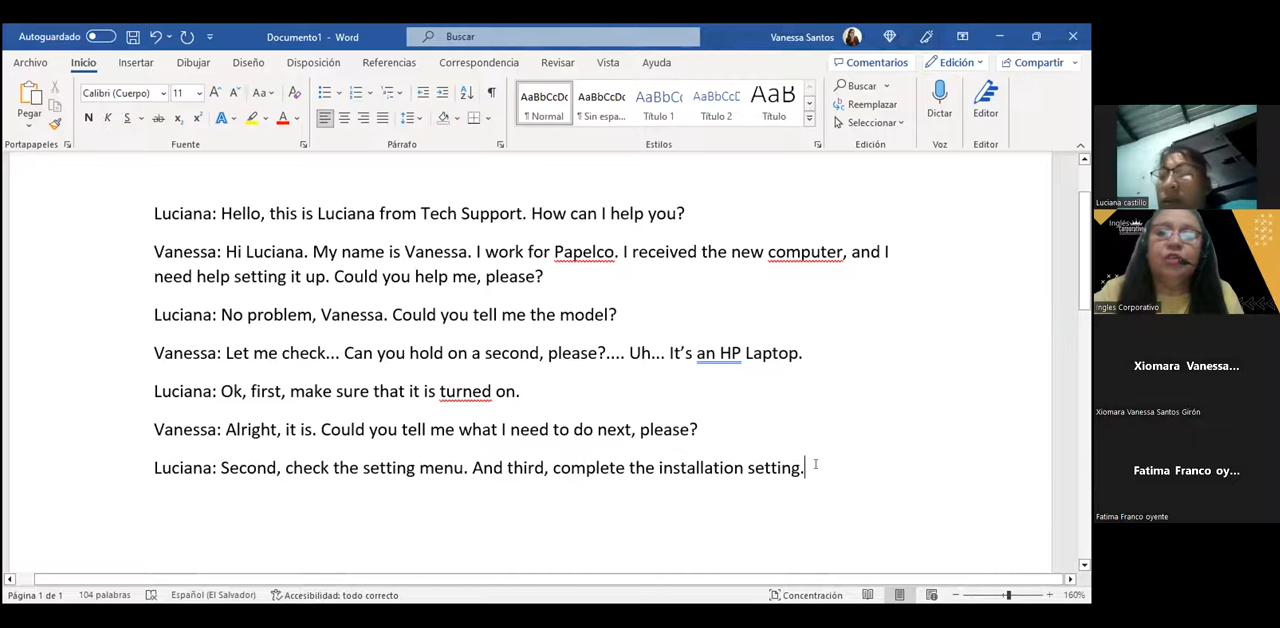 Autoguardado
Documento1 - Word
Buscar
Vanessa Santos
Archivo Inicio Insertar Dibujar Diseño Disposición Referencias Correspondencia Revisar Vista Ayuda
Comentarios Edición Compartir
Pegar
Calibri (Cuerpo) 11 A A Aa A
N K S ab x₂ x² A A
AaBbCcDc AaBbCcDc AaBbCc AaBbCcD AaB
¶ Normal ¶ Sin espa... Título 1 Título 2 Título
Buscar
Reemplazar
Seleccionar
Dictar
Editor
Portapapeles Fuente Párrafo Estilos Edición Voz Editor
Luciana: Hello, this is Luciana from Tech Support. How can I help you?
Vanessa: Hi Luciana. My name is Vanessa. I work for Papelco. I received the new computer, and I
need help setting it up. Could you help me, please?
Luciana: No problem, Vanessa. Could you tell me the model?
Vanessa: Let me check... Can you hold on a second, please?.... Uh... It’s an HP Laptop.
Luciana: Ok, first, make sure that it is turned on.
Vanessa: Alright, it is. Could you tell me what I need to do next, please?
Luciana: Second, check the setting menu. And third, complete the installation setting.
Página 1 de 1 104 palabras Español (El Salvador) Accesibilidad: todo correcto Concentración 160%
Luciana castillo
Inglés
Corporativo
Ingles Corporativo
Xiomara Vanessa...
Xiomara Vanessa Santos Girón
Fatima Franco oy...
Fatima Franco oyente